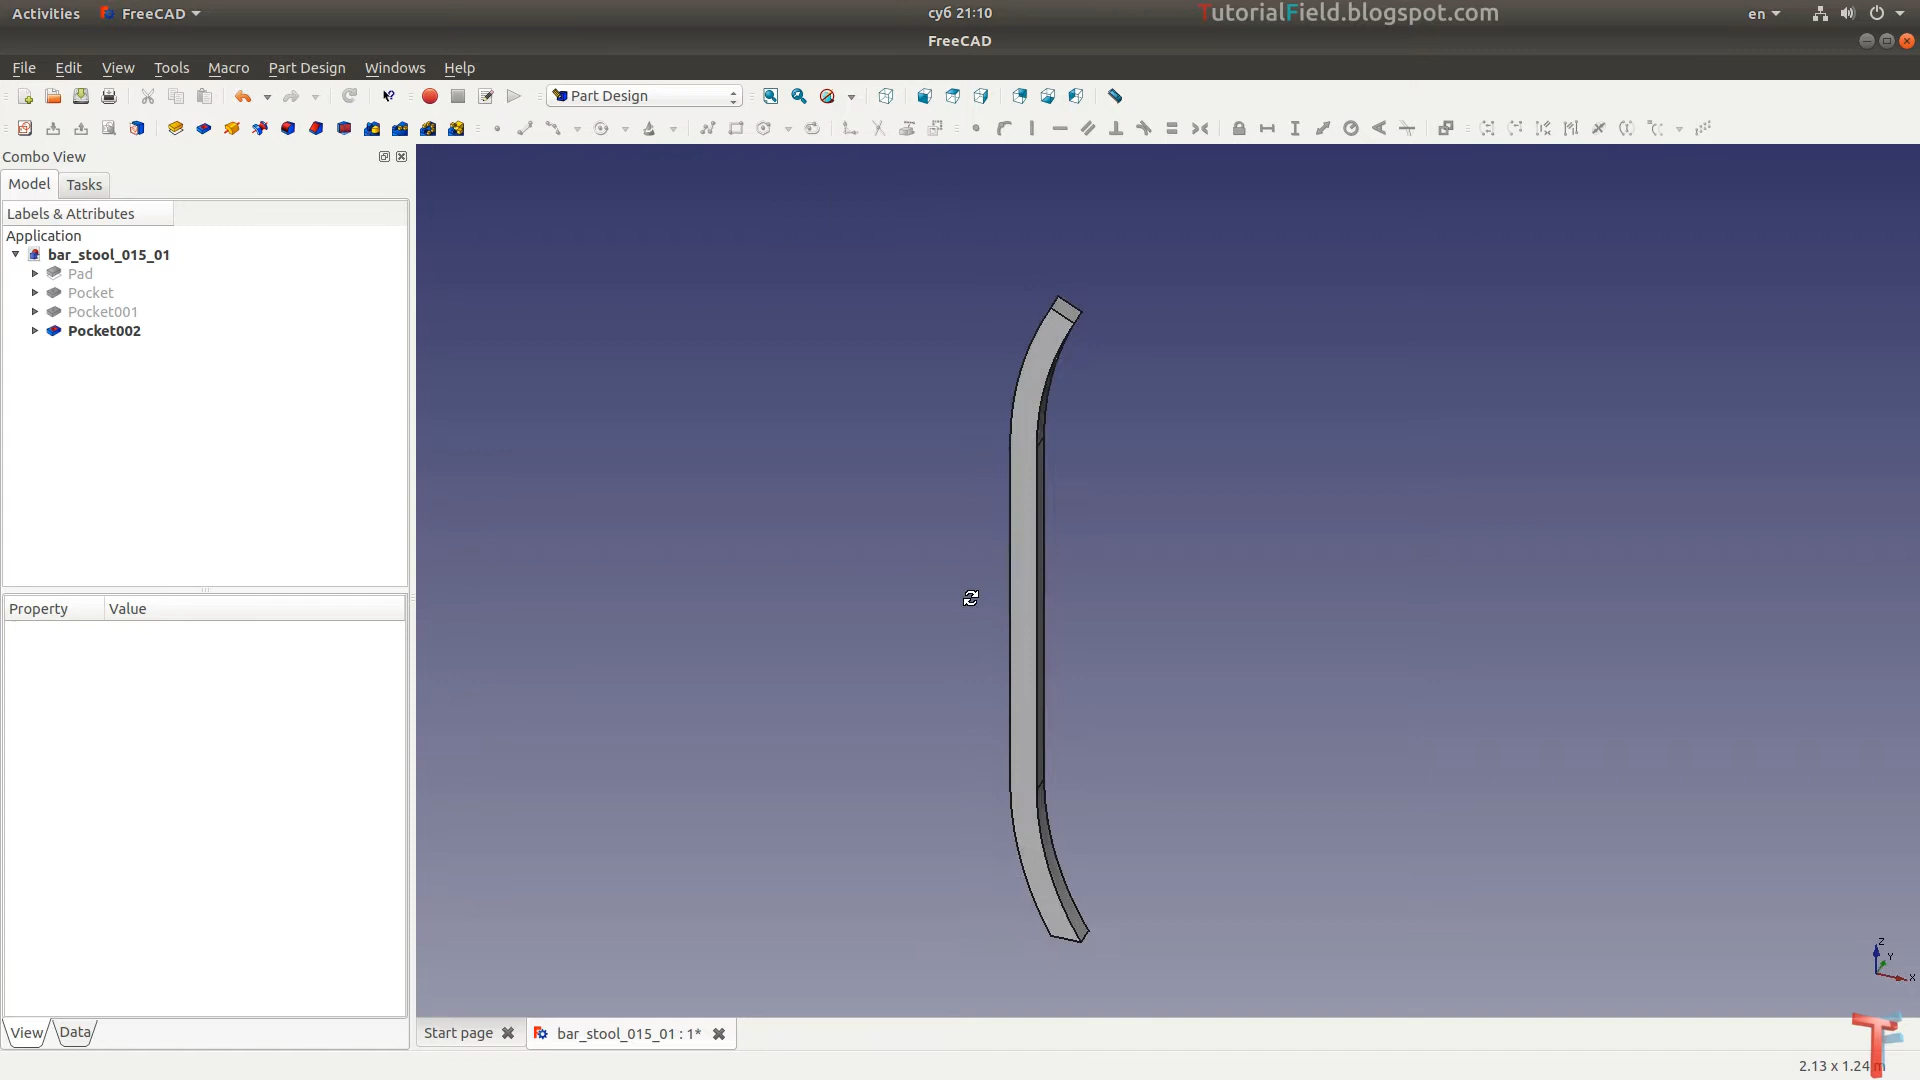 Activities FreeCAD суб 21:10 TutorialField.blogspot.com en
FreeCAD
File Edit View Tools Macro Part Design Windows Help
Part Design
Combo View
Model Tasks
Labels & Attributes
Application
bar_stool_015_01
Pad
Pocket
Pocket001
Pocket002
Property Value
Z
Y
X
View Data
Start page bar_stool_015_01 : 1*
TF
2.13 x 1.24 m